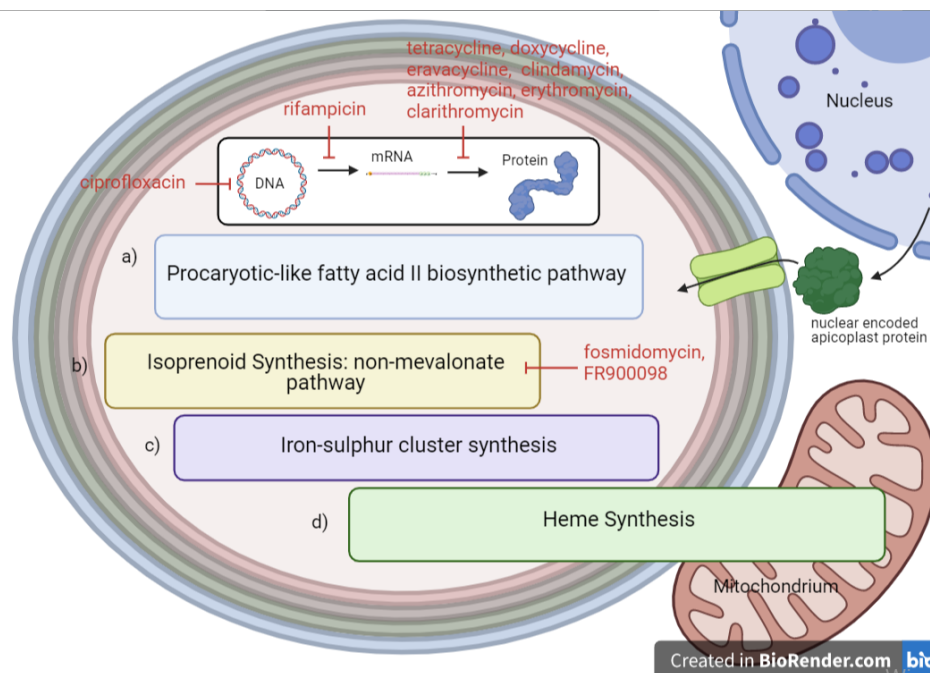 tetracycline, doxycycline,
eravacycline, clindamycin,
azithromycin, erythromycin,
clarithromycin
rifampicin
Nucleus
mRNA
Protein
ciprofloxacin
DNA
a)
Procaryotic-like fatty acid II biosynthetic pathway
nuclear encoded
apicoplast protein
b)
Isoprenoid Synthesis: non-mevalonate
pathway
fosmidomycin,
FR900098
c)
Iron-sulphur cluster synthesis
d)
Heme Synthesis
Mitochondrium
Created in BioRender.com